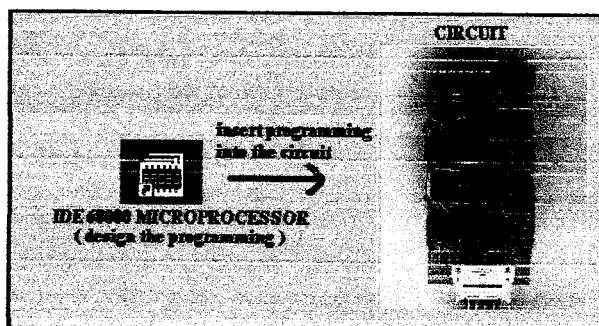 CIRCUIT
insert programming
into the circuit
IDE 68000 MICROPROCESSOR
( design the programming )